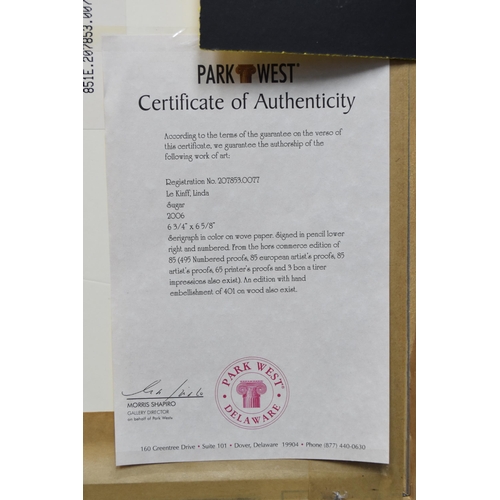 851E.207853.007
PARK WEST®
Certificate of Authenticity
According to the terms of the guarantee on the verso of
this certificate, we guarantee the authorship of the
following work of art:
Registration No. 207853.0077
Le Kinff, Linda
Sugar
2006
6 3/4" x 6 5/8"
Serigraph in color on wove paper. Signed in pencil lower
right and numbered. From the hors commerce edition of
85 (495 Numbered proofs, 85 european artist's proofs, 85
artist's proofs, 65 printer's proofs and 3 bon a tirer
impressions also exist). An edition with hand
embellishment of 401 on wood also exist.
MORRIS SHAPIRO
GALLERY DIRECTOR
on behalf of Park West
PARK WEST
DELAWARE
160 Greentree Drive • Suite 101 • Dover, Delaware 19904 • Phone (877) 440-0630